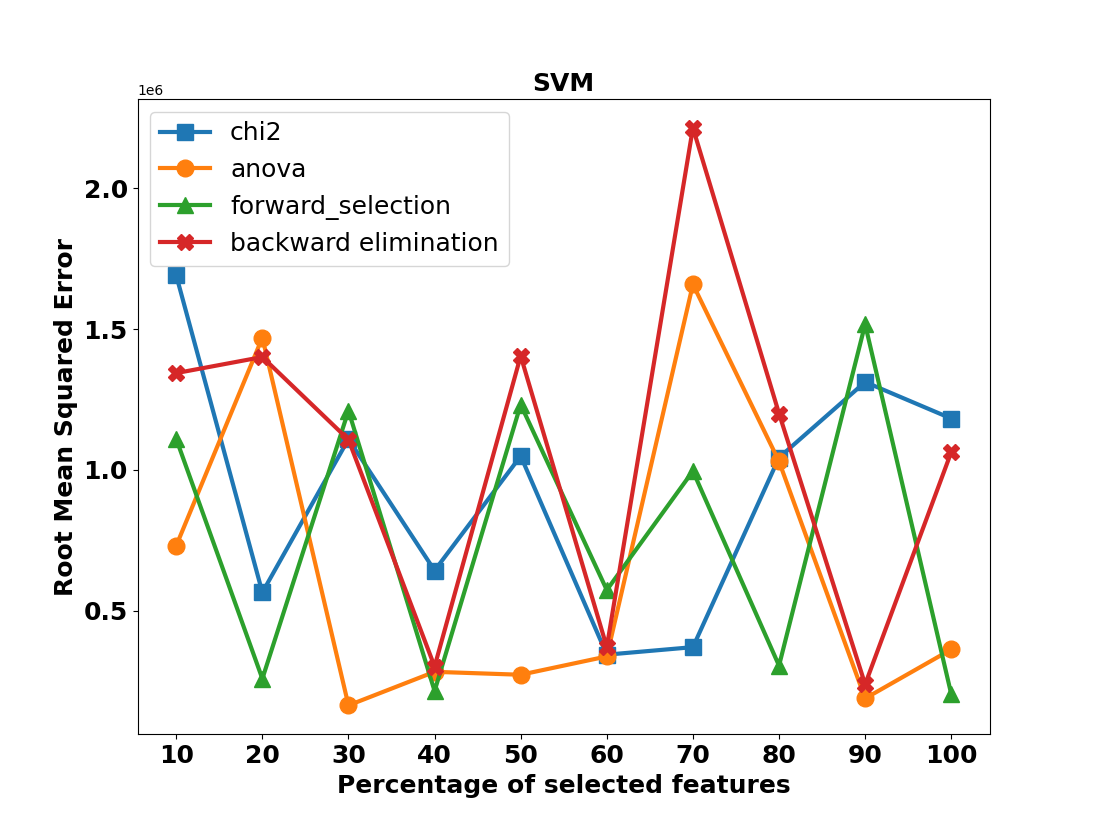 SVM
1e6
chi2
anova
forward_selection
backward elimination
2.0
1.5
1.0
0.5
Root Mean Squared Error
10 20 30 40 50 60 70 80 90 100
Percentage of selected features